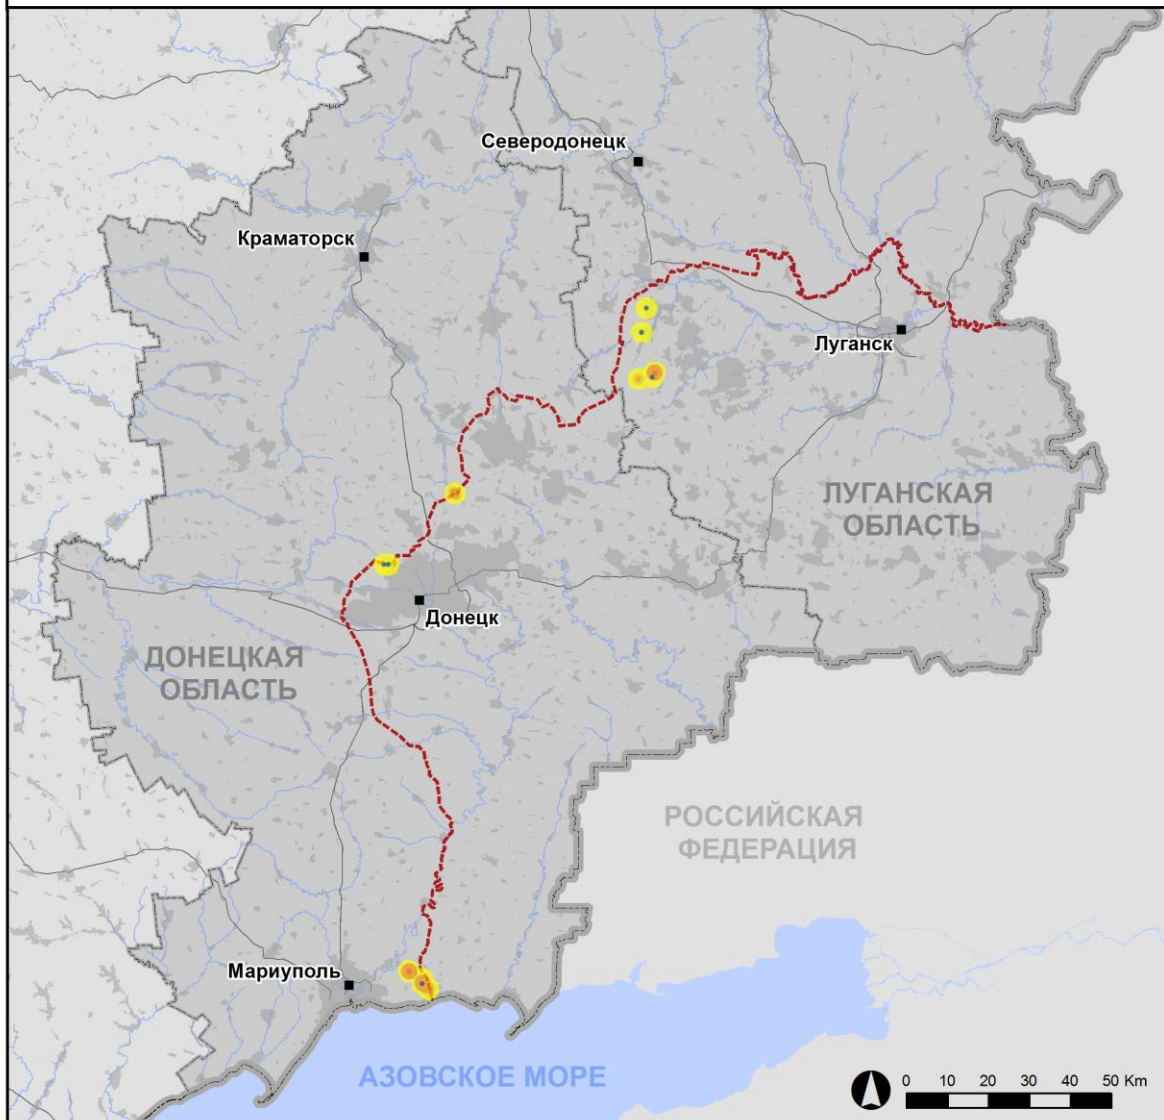 Северодонецк
Краматорск
Луганск
ЛУГАНСКАЯ
ОБЛАСТЬ
Донецк
ДОНЕЦКАЯ
ОБЛАСТЬ
РОССИЙСКАЯ
ФЕДЕРАЦИЯ
Мариуполь
АЗОВСКОЕ МОРЕ
0 10 20 30 40 50 Km